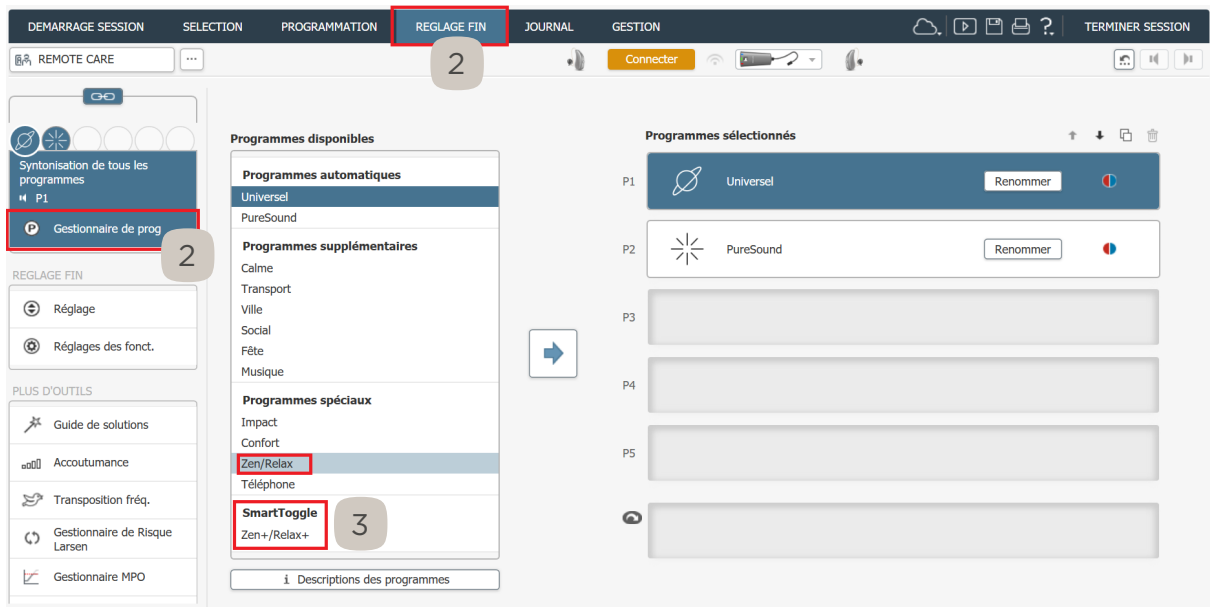 DEMARRAGE SESSION SELECTION PROGRAMMATION REGLAGE FIN JOURNAL GESTION ? TERMINER SESSION
2
REMOTE CARE ... Connecter
Programmes disponibles
Programmes sélectionnés
Syntonisation de tous les
programmes
P1
P Gestionnaire de prog
2
REGLAGE FIN
Réglage
Réglages des fonct.
PLUS D'OUTILS
Guide de solutions
Accoutumance
Transposition fréq.
Gestionnaire de Risque
Larsen
Gestionnaire MPO
Programmes automatiques
Universel
PureSound
Programmes supplémentaires
Calme
Transport
Ville
Social
Fête
Musique
Programmes spéciaux
Impact
Confort
Zen/Relax
Téléphone
SmartToggle
Zen+/Relax+
3
i Descriptions des programmes
P1 Universel Renommer
P2 PureSound Renommer
P3
P4
P5